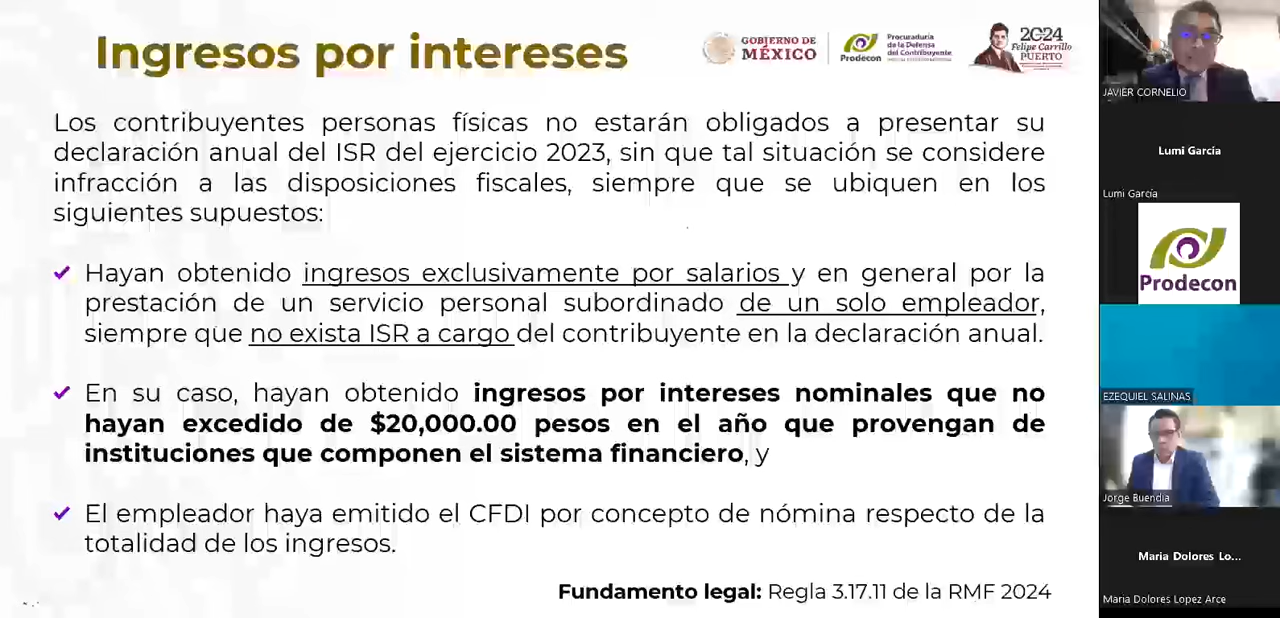 Ingresos por intereses
GOBIERNO DE
MÉXICO
Prodecon
Procuraduría
de la Defensa
del Contribuyente
2024
Felipe Carrillo
PUERTO
Los contribuyentes personas físicas no estarán obligados a presentar su
declaración anual del ISR del ejercicio 2023, sin que tal situación se considere
infracción a las disposiciones fiscales, siempre que se ubiquen en los
siguientes supuestos:
Hayan obtenido ingresos exclusivamente por salarios y en general por la
prestación de un servicio personal subordinado de un solo empleador,
siempre que no exista ISR a cargo del contribuyente en la declaración anual.
En su caso, hayan obtenido ingresos por intereses nominales que no
hayan excedido de $20,000.00 pesos en el año que provengan de
instituciones que componen el sistema financiero, y
El empleador haya emitido el CFDI por concepto de nómina respecto de la
totalidad de los ingresos.
Fundamento legal: Regla 3.17.11 de la RMF 2024
JAVIER CORNELIO
Lumi García
Lumi García
Prodecon
EZEQUIEL SALINAS
Jorge Buendía
Maria Dolores Lo...
Maria Dolores Lopez Arce